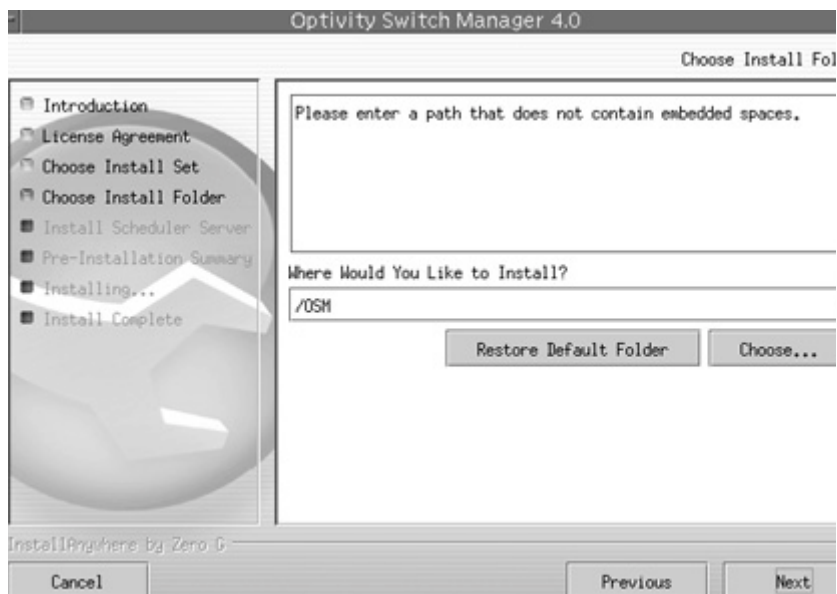 Optivity Switch Manager 4.0
Choose Install Fol
Introduction
License Agreement
Choose Install Set
Choose Install Folder
Install Scheduler Server
Pre-Installation Summary
Installing...
Install Complete
Please enter a path that does not contain embedded spaces.
Where Would You Like to Install?
/OSM
Restore Default Folder
Choose...
InstallAnywhere by Zero G
Cancel
Previous
Next